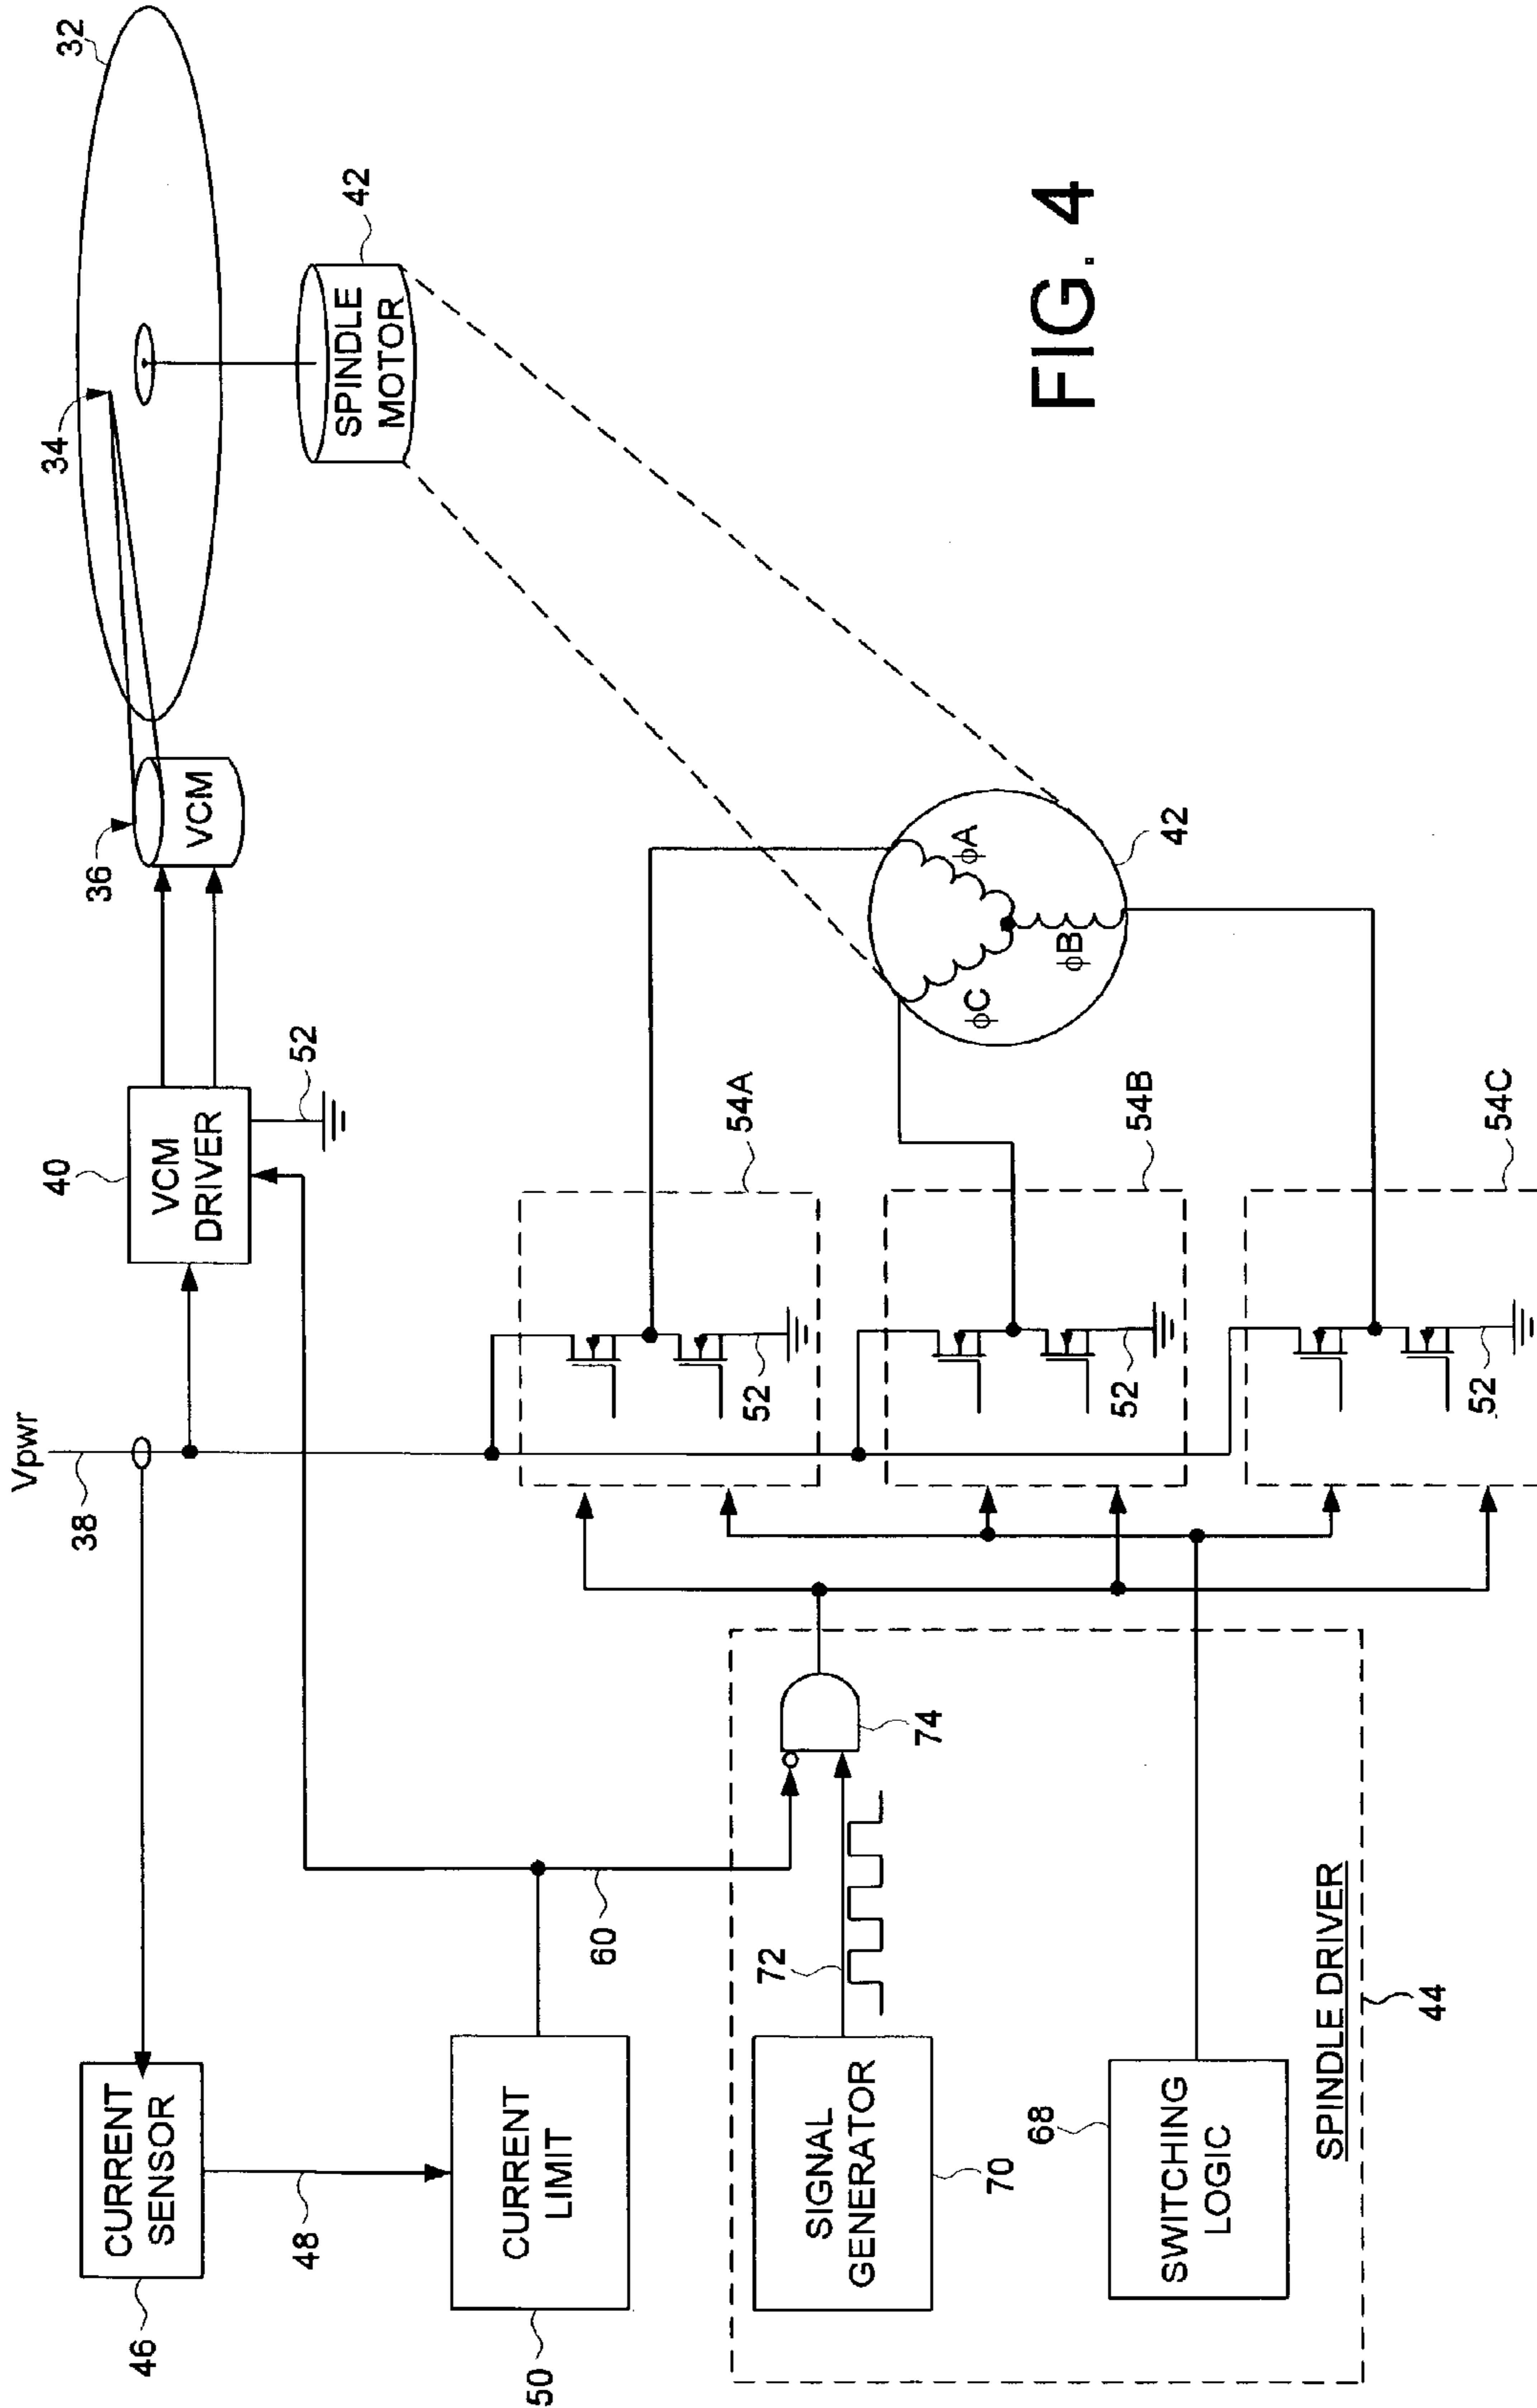 32
34
36
VCM
SPINDLE
MOTOR
42
40
VCM
DRIVER
52
Vpwr
38
CURRENT
SENSOR
46
48
CURRENT
LIMIT
50
60
54A
52
54B
52
54C
52
ϕA
ϕB
ϕC
42
SIGNAL
GENERATOR
70
72
74
68
SWITCHING
LOGIC
SPINDLE DRIVER
44
FIG. 4